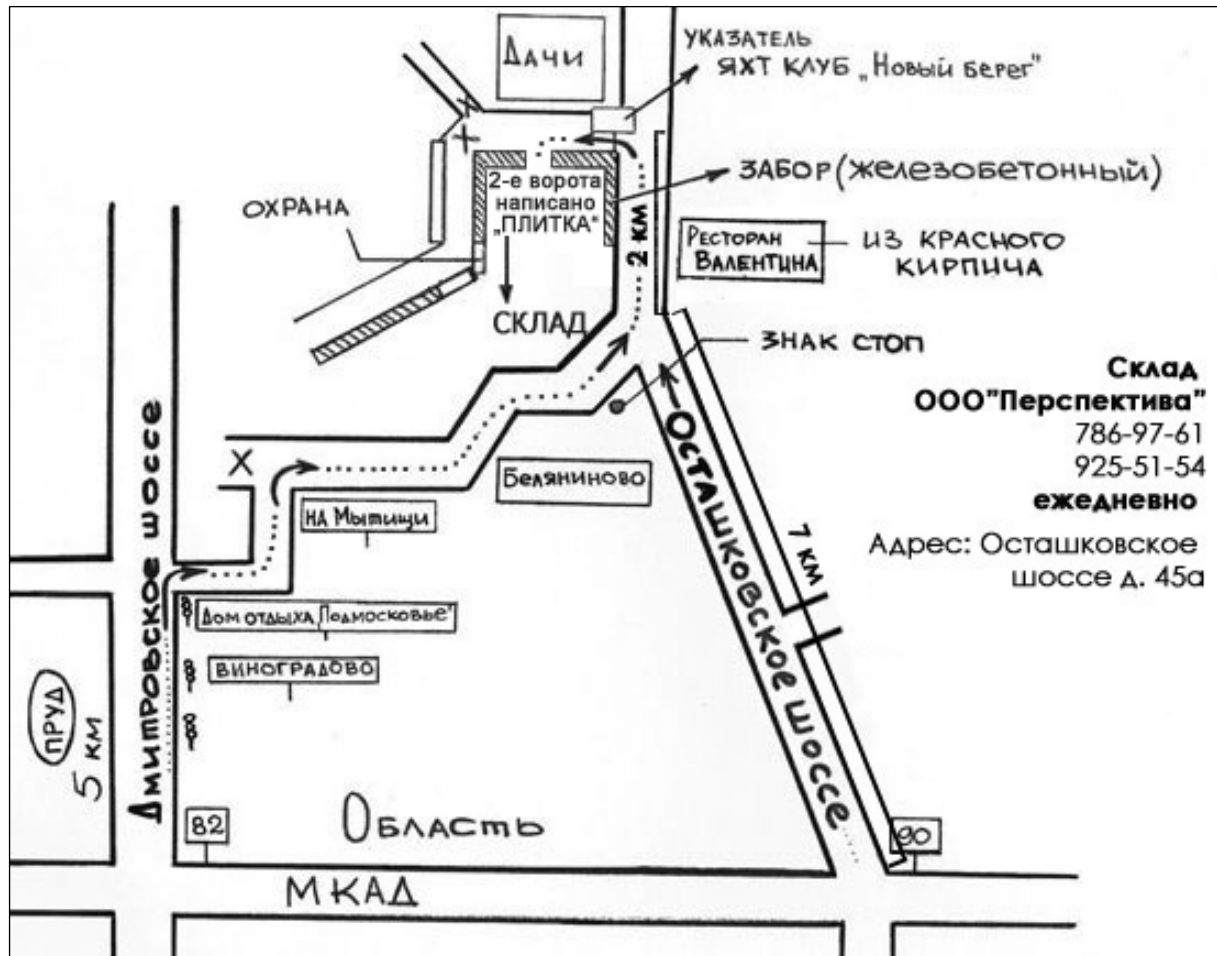 Дачи
УКАЗАТЕЛЬ
ЯХТ КЛУБ „Новый Берег"
ЗАБОР (железобетонный)
2-е ворота
написано
„ПЛИТКА"
ОХРАНА
2 км
РЕСТОРАН
ВАЛЕНТИНА
ИЗ КРАСНОГО
КИРПИЧА
СКЛАД
ЗНАК СТОП
Склад
ООО"Перспектива"
786-97-61
925-51-54
ежедневно
Адрес: Осташковское
шоссе д. 45а
X
Беляниново
НА Мытищи
Дмитровское шоссе
Осташковское шоссе
7 км
Дом отдыха „Подмосковье"
ВИНОГРАДОВО
ПРУД
5 км
82
Область
90
МКАД